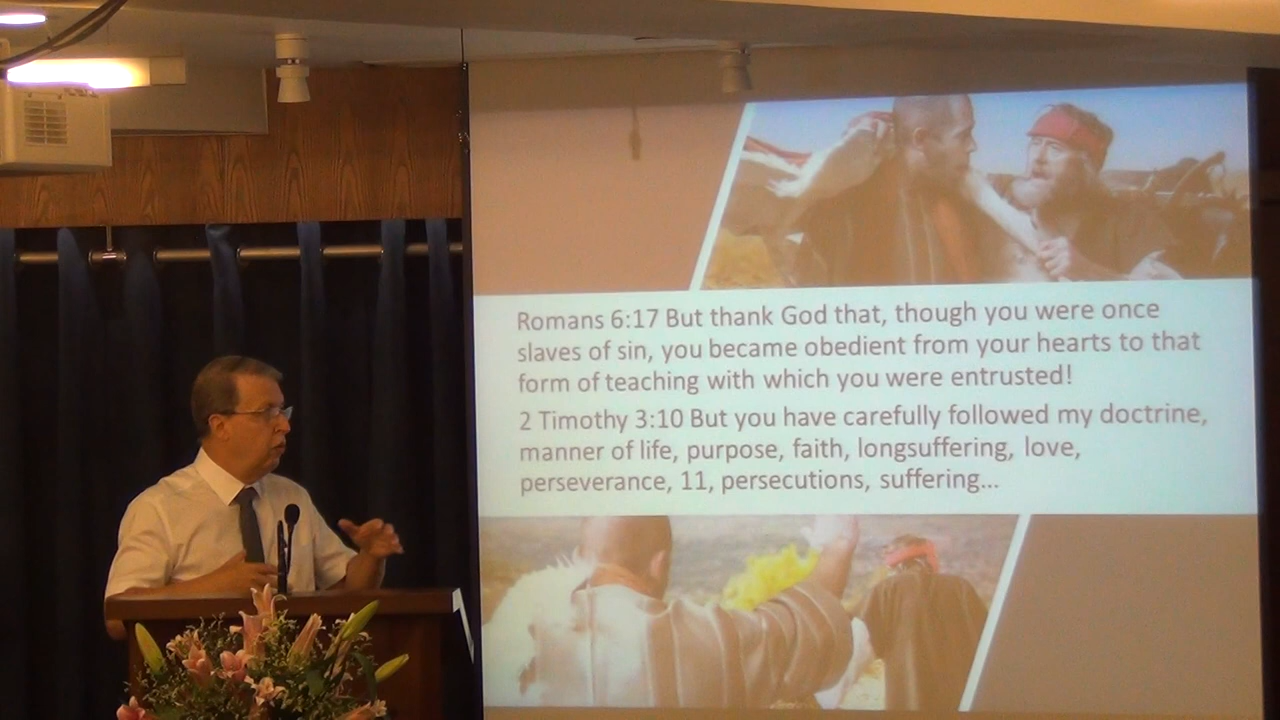 Romans 6:17 But thank God that, though you were once
slaves of sin, you became obedient from your hearts to that
form of teaching with which you were entrusted!
2 Timothy 3:10 But you have carefully followed my doctrine,
manner of life, purpose, faith, longsuffering, love,
perseverance, 11, persecutions, suffering...